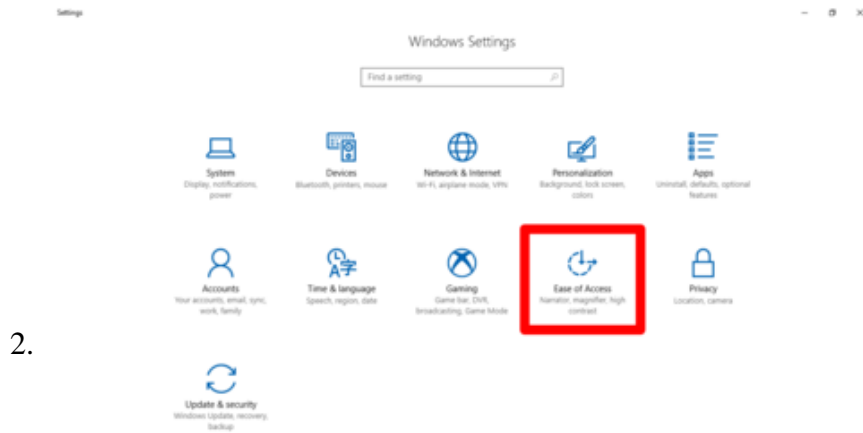 Settings
Windows Settings
Find a setting
System
Display, notifications,
power
Devices
Bluetooth, printers, mouse
Network & Internet
Wi-Fi, airplane mode, VPN
Personalization
Background, lock screen,
colors
Apps
Uninstall, defaults, optional
features
Accounts
Your accounts, email, sync,
work, family
Time & language
Speech, region, date
Gaming
Game bar, DVR,
broadcasting, Game Mode
Ease of Access
Narrator, magnifier, high
contrast
Privacy
Location, camera
2.
Update & security
Windows Update, recovery,
backup